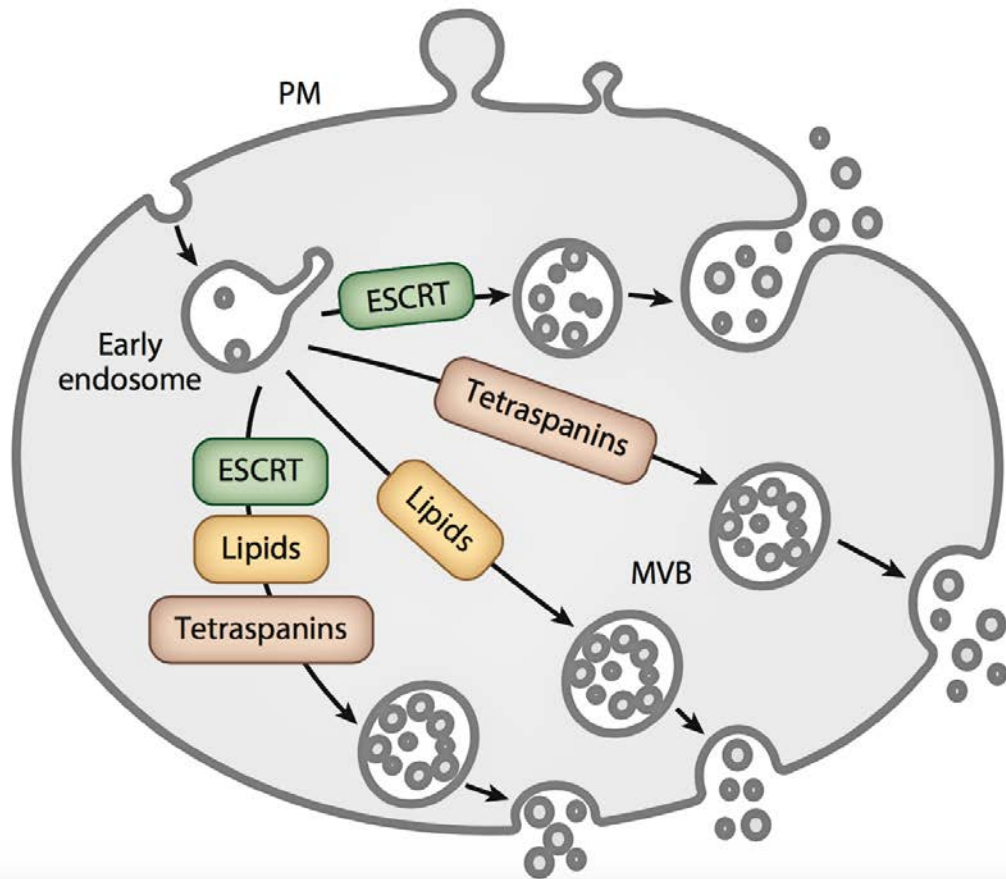 PM
ESCRT
Early
endosome
Tetraspanins
ESCRT
Lipids
Lipids
MVB
Tetraspanins